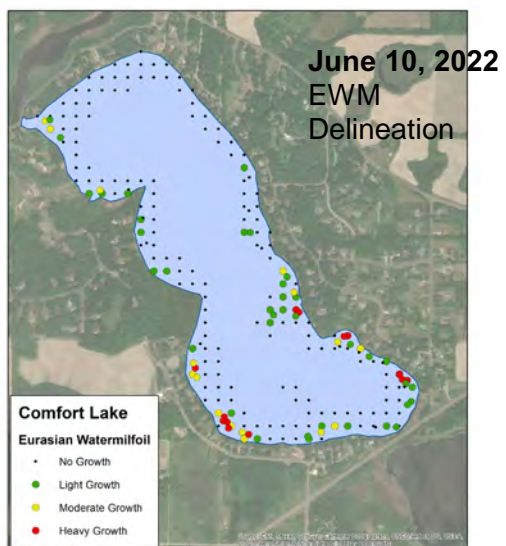 June 10, 2022
EWM
Delineation
Comfort Lake
Eurasian Watermilfoil
No Growth
Light Growth
Moderate Growth
Heavy Growth